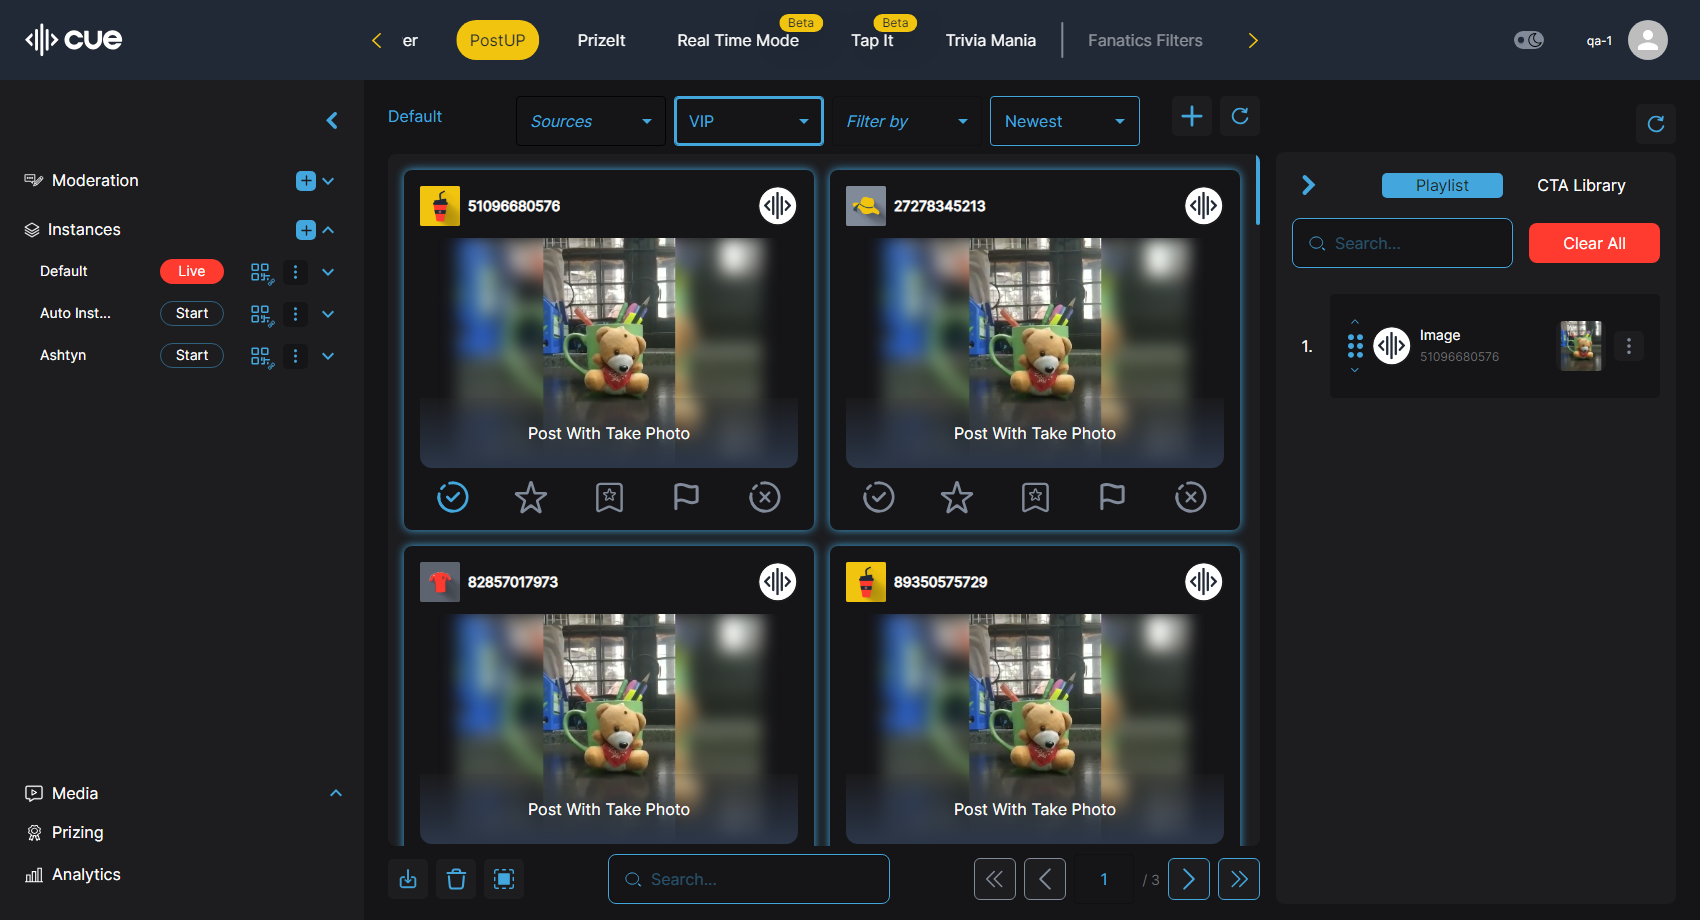 cue
er
PostUP
PrizeIt
Beta
Real Time Mode
Beta
Tap It
Trivia Mania
Fanatics Filters
qa-1
Moderation
Instances
Default
Live
Auto Inst...
Start
Ashtyn
Start
Media
Prizing
Analytics
Default
Sources
VIP
Filter by
Newest
51096680576
Post With Take Photo
27278345213
Post With Take Photo
82857017973
Post With Take Photo
89350575729
Post With Take Photo
Search...
1
/ 3
Playlist
CTA Library
Search...
Clear All
1.
Image
51096680576